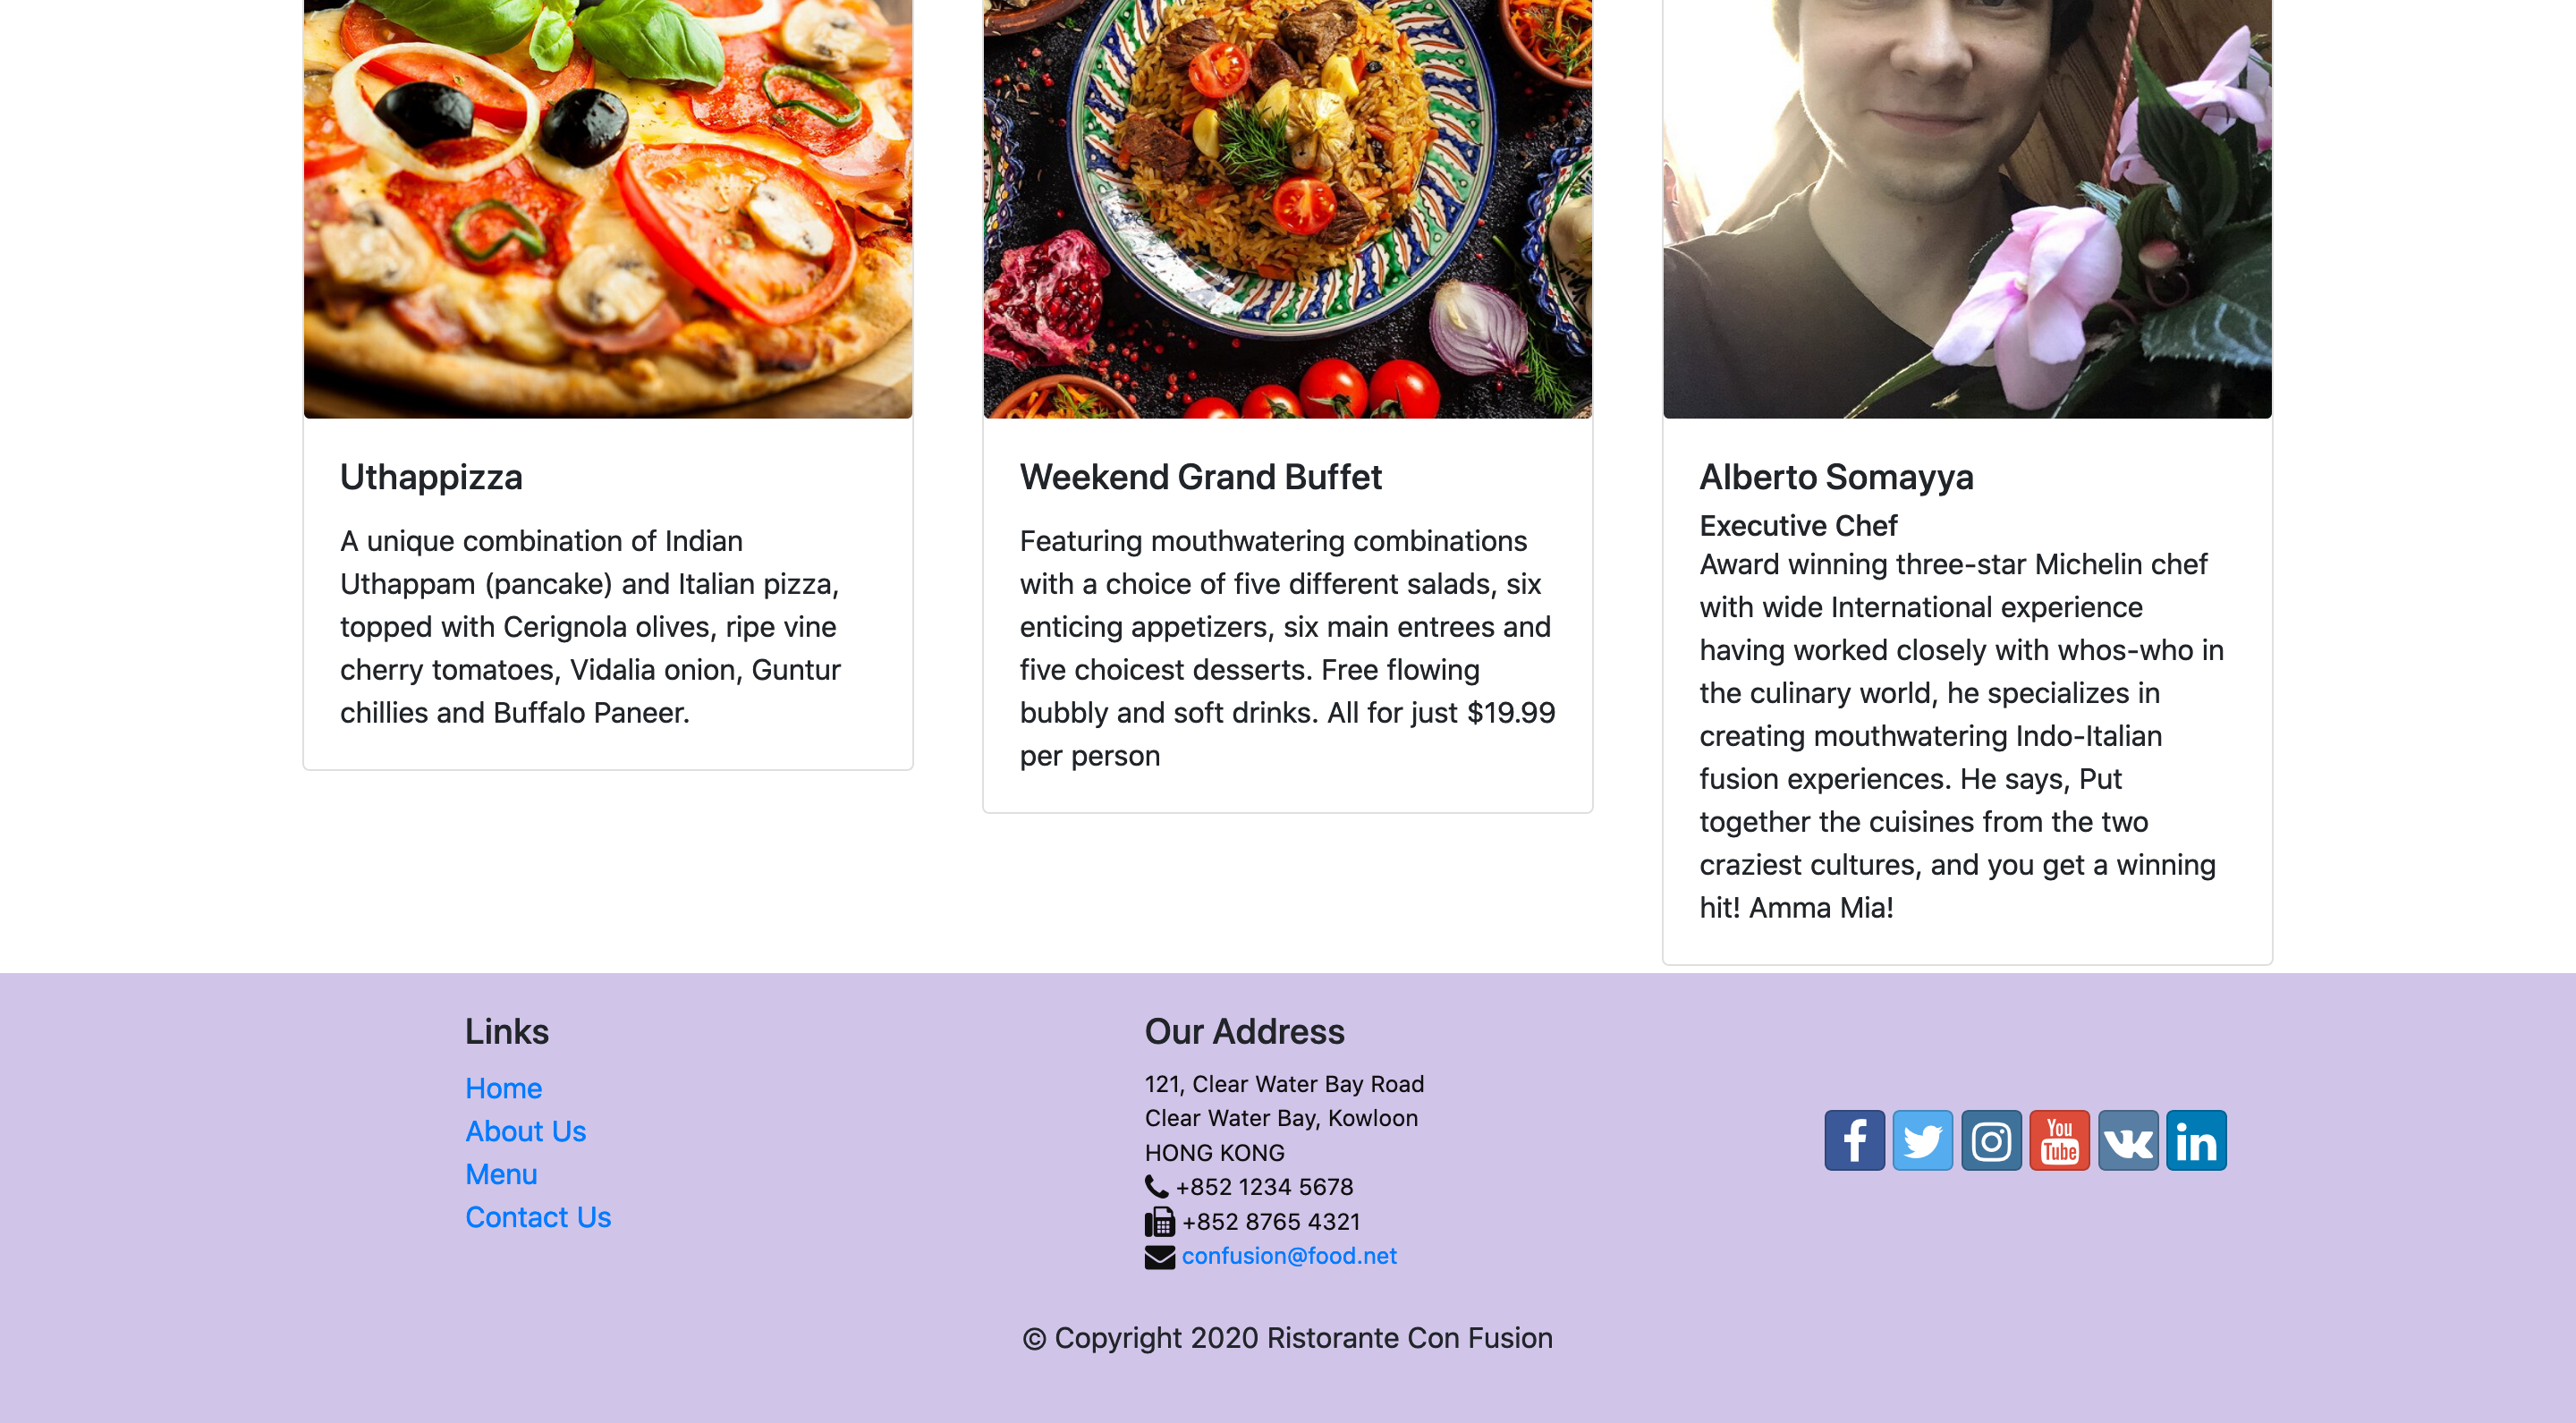 Uthappizza
A unique combination of Indian
Uthappam (pancake) and Italian pizza,
topped with Cerignola olives, ripe vine
cherry tomatoes, Vidalia onion, Guntur
chillies and Buffalo Paneer.
Weekend Grand Buffet
Featuring mouthwatering combinations
with a choice of five different salads, six
enticing appetizers, six main entrees and
five choicest desserts. Free flowing
bubbly and soft drinks. All for just $19.99
per person
Alberto Somayya
Executive Chef
Award winning three-star Michelin chef
with wide International experience
having worked closely with whos-who in
the culinary world, he specializes in
creating mouthwatering Indo-Italian
fusion experiences. He says, Put
together the cuisines from the two
craziest cultures, and you get a winning
hit! Amma Mia!
Links
Home
About Us
Menu
Contact Us
Our Address
121, Clear Water Bay Road
Clear Water Bay, Kowloon
HONG KONG
+852 1234 5678
+852 8765 4321
confusion@food.net
You
Tube
in
© Copyright 2020 Ristorante Con Fusion